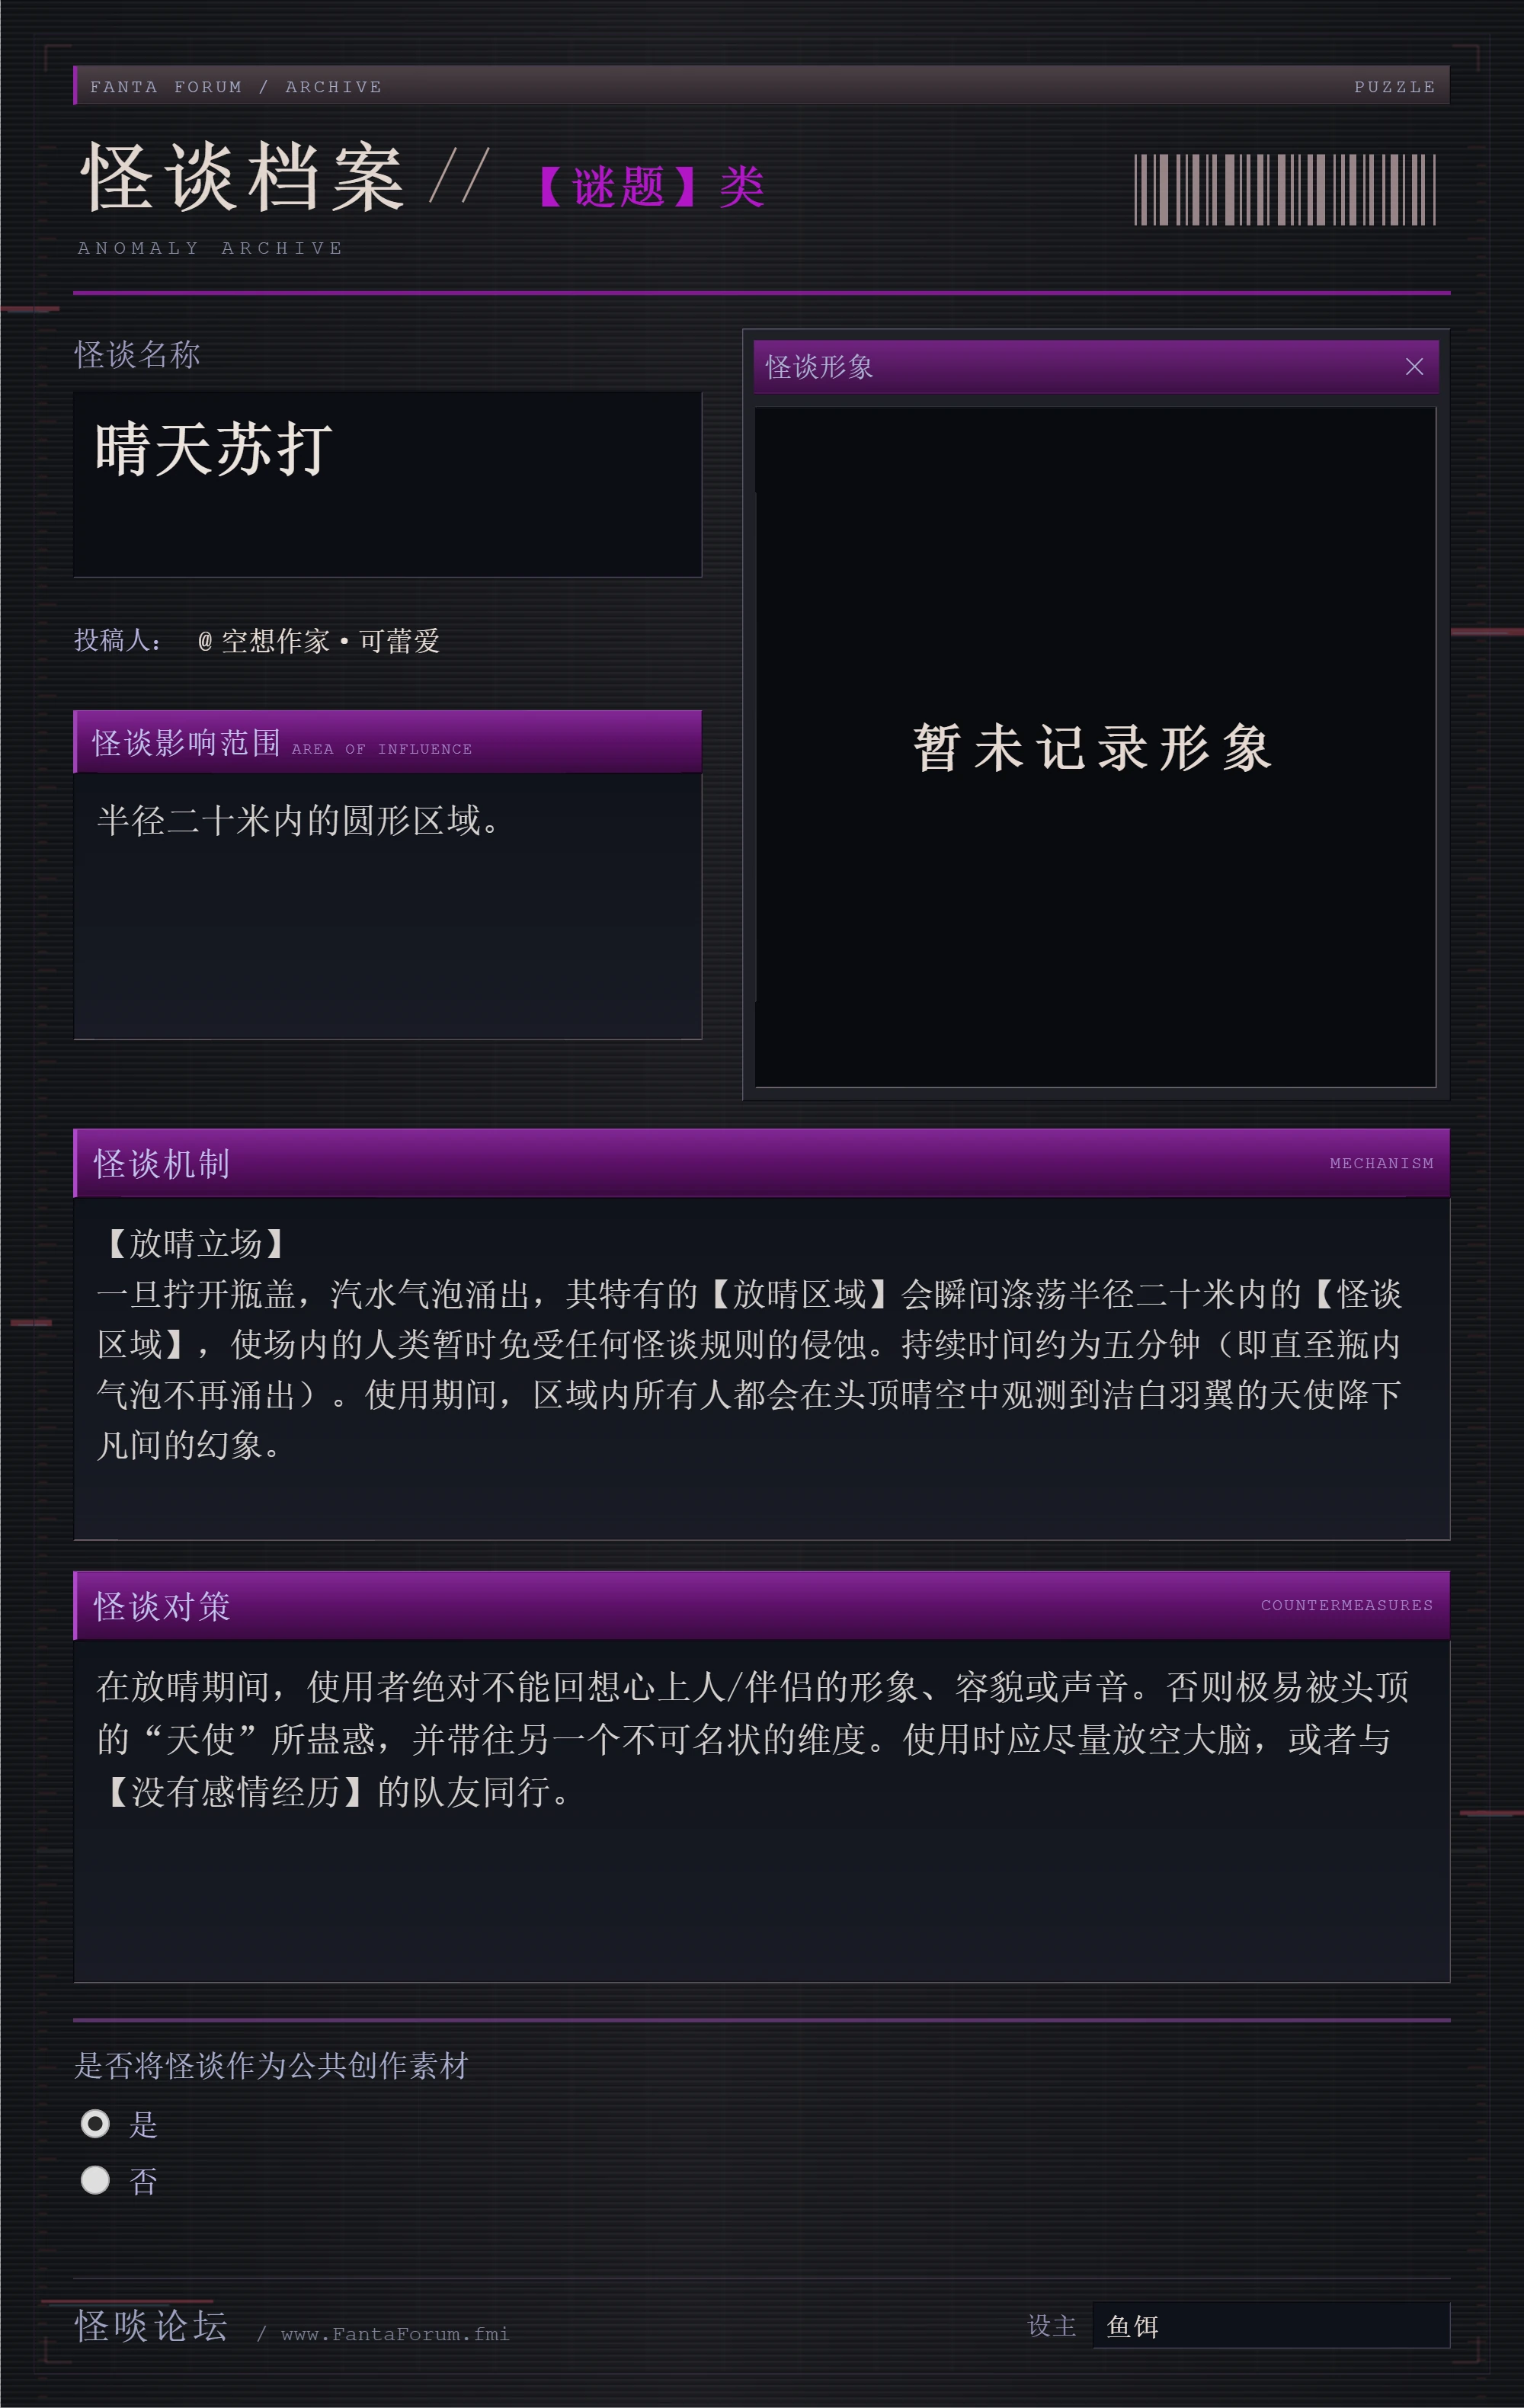 FANTA FORUM / ARCHIVE
PUZZLE
怪谈档案 // 【谜题】类
ANOMALY ARCHIVE
怪谈名称
晴天苏打
投稿人： @ 空想作家·可蕾爱
怪谈影响范围 AREA OF INFLUENCE
半径二十米内的圆形区域。
怪谈形象
暂未记录形象
怪谈机制
MECHANISM
【放晴立场】
一旦拧开瓶盖，汽水气泡涌出，其特有的【放晴区域】会瞬间涤荡半径二十米内的【怪谈
区域】，使场内的人类暂时免受任何怪谈规则的侵蚀。持续时间约为五分钟（即直至瓶内
气泡不再涌出）。使用期间，区域内所有人都会在头顶晴空中观测到洁白羽翼的天使降下
凡间的幻象。
怪谈对策
COUNTERMEASURES
在放晴期间，使用者绝对不能回想心上人/伴侣的形象、容貌或声音。否则极易被头顶
的“天使”所蛊惑，并带往另一个不可名状的维度。使用时应尽量放空大脑，或者与
【没有感情经历】的队友同行。
是否将怪谈作为公共创作素材
是
否
怪啖论坛 / www.FantaForum.fmi
设主 鱼饵